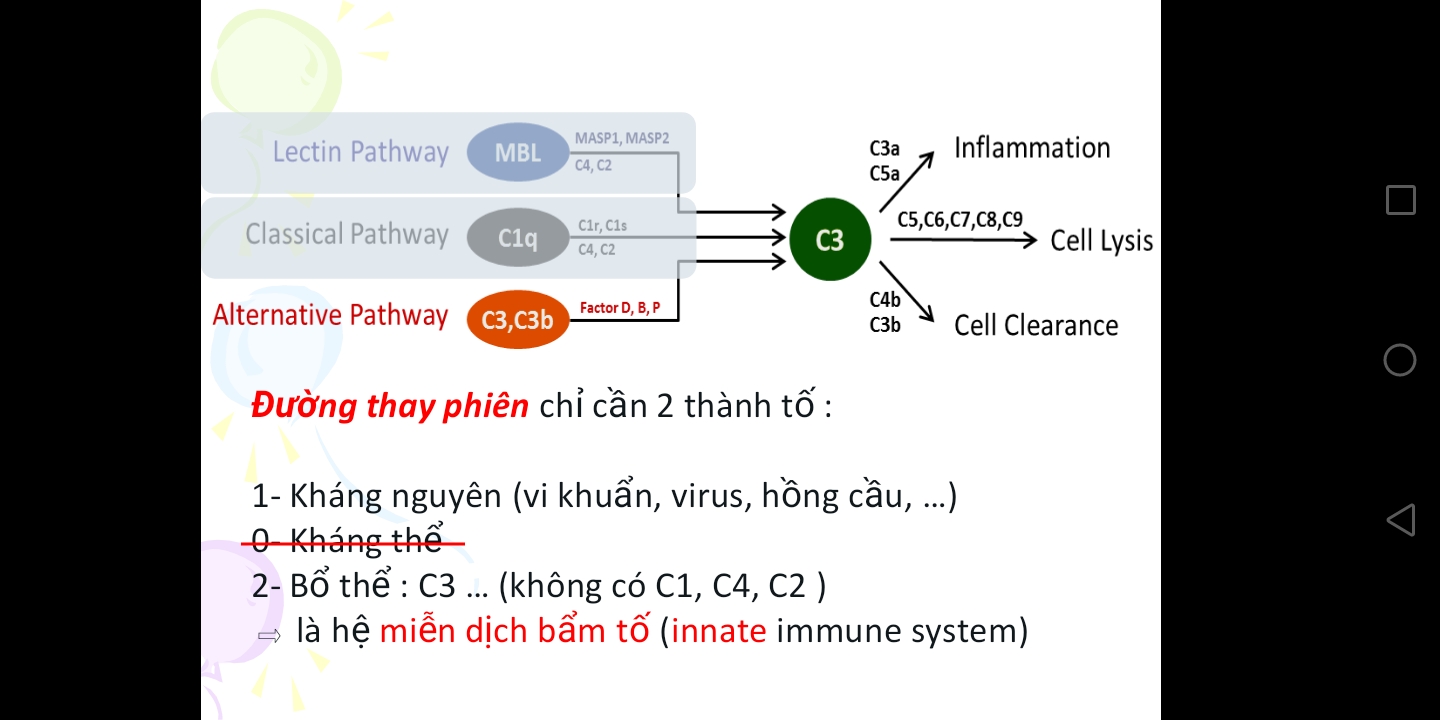 Lectin Pathway MBL MASP1, MASP2
C4, C2
Classical Pathway C1q C1r, C1s
C4, C2
Alternative Pathway C3,C3b Factor D, B, P
C3
C3a
C5a
Inflammation
C5,C6,C7,C8,C9
Cell Lysis
C4b
C3b
Cell Clearance
Đường thay phiên chỉ cần 2 thành tố :
1- Kháng nguyên (vi khuẩn, virus, hồng cầu, ...)
0- Kháng thể
2- Bổ thể : C3 ... (không có C1, C4, C2 )
⇨ là hệ miễn dịch bẩm tố (innate immune system)